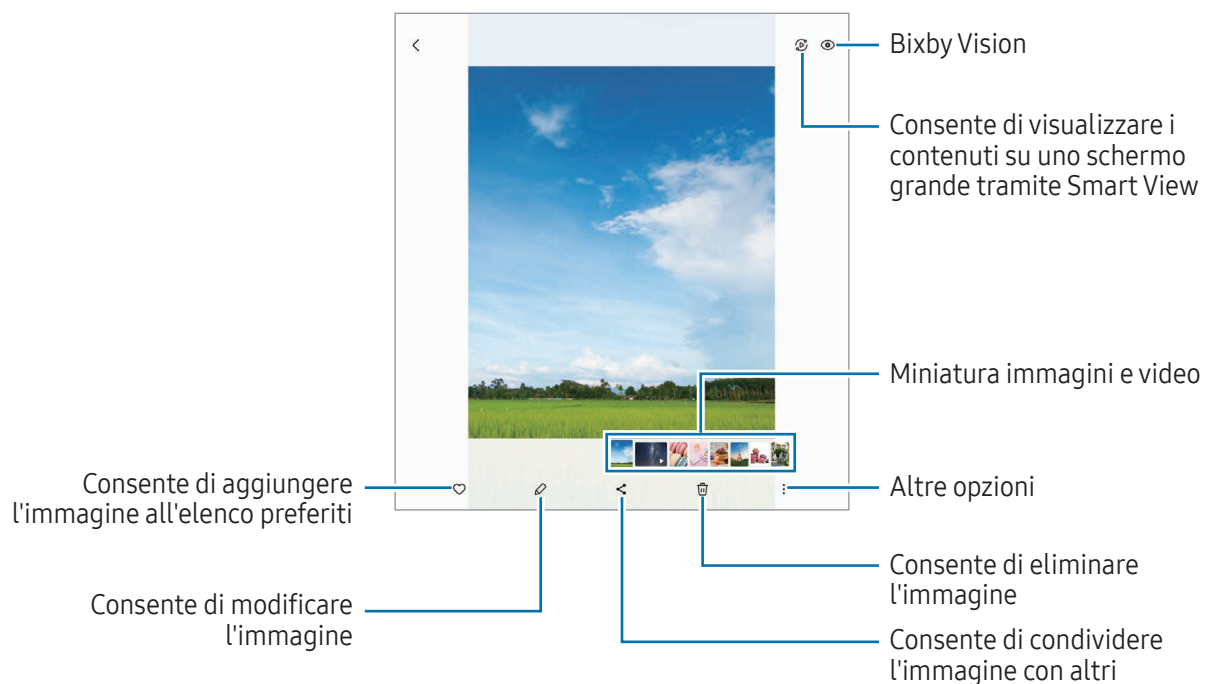 Bixby Vision
Consente di visualizzare i
contenuti su uno schermo
grande tramite Smart View
Miniatura immagini e video
Consente di aggiungere
l'immagine all'elenco preferiti
Altre opzioni
Consente di eliminare
l'immagine
Consente di modificare
l'immagine
Consente di condividere
l'immagine con altri